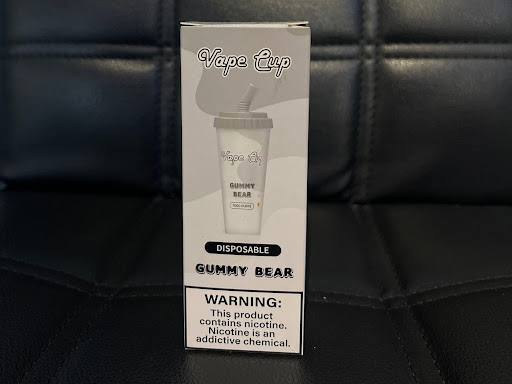 Vape Cup
Vape Cup
GUMMY
BEAR
DISPOSABLE
GUMMY BEAR
WARNING:
This product
contains nicotine.
Nicotine is an
addictive chemical.